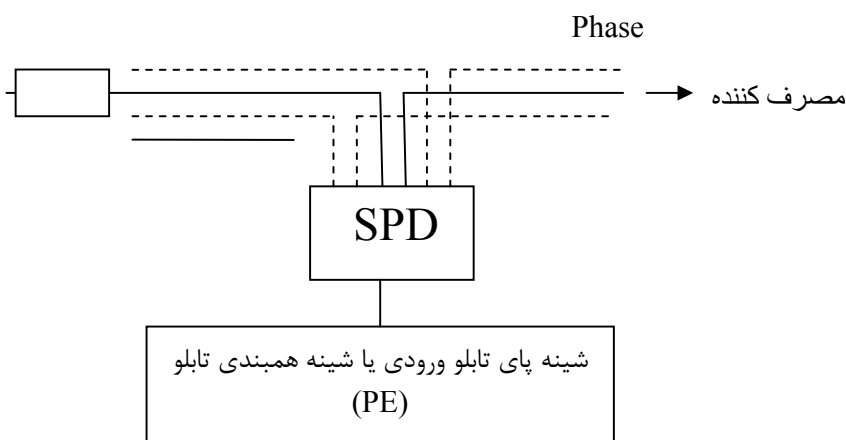 Phase
مصرف کننده
SPD
شینه پای تابلو ورودی یا شینه همبندی تابلو
(PE)